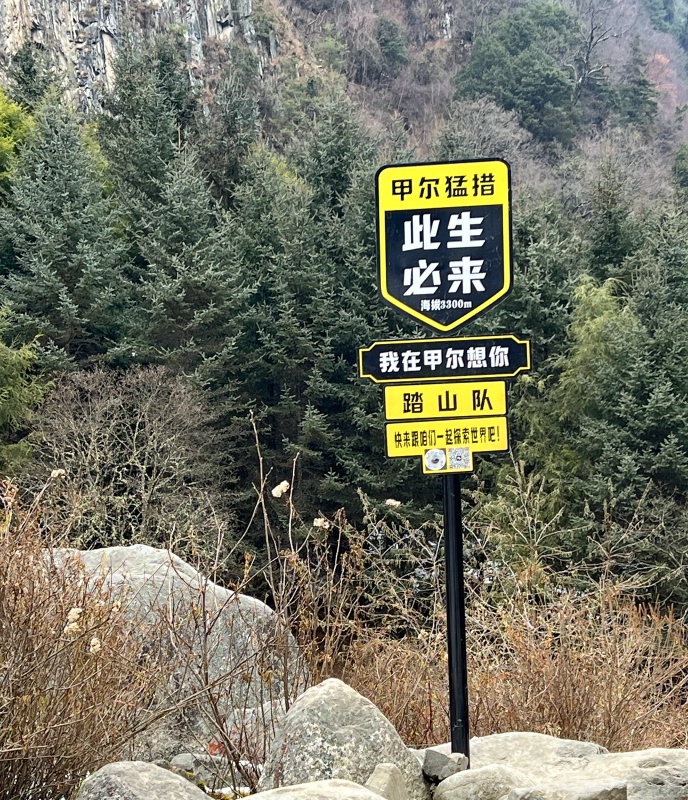 甲尔猛措
此生
必来
海拔3300m
我在甲尔想你
踏山队
快来跟咱们一起探索世界吧！